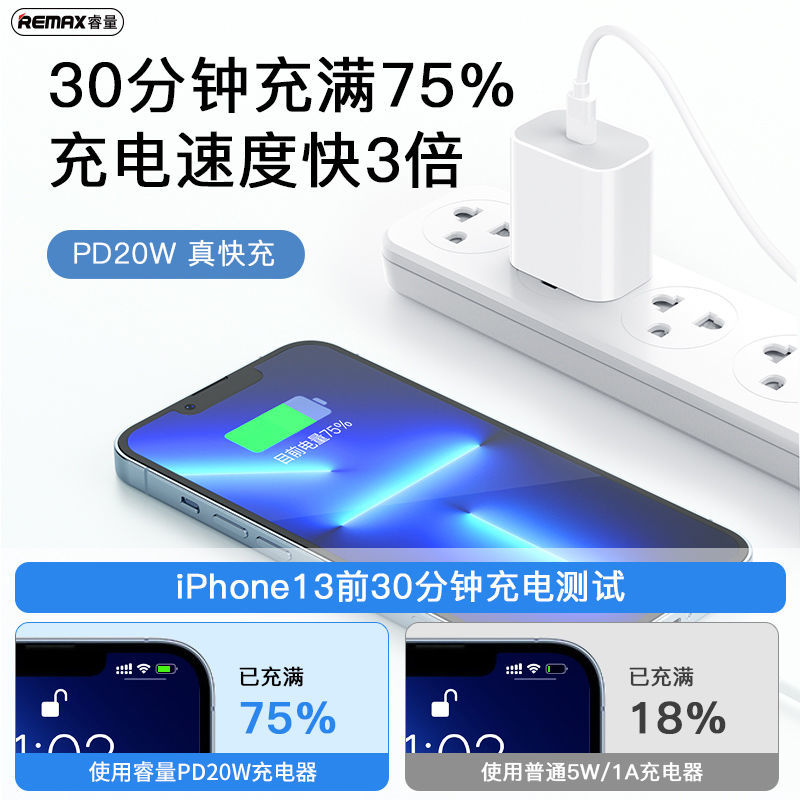 REMAX睿量
30分钟充满75%
充电速度快3倍
PD20W 真快充
目前电量75%
iPhone13前30分钟充电测试
已充满
75%
使用睿量PD20W充电器
已充满
18%
使用普通5W/1A充电器